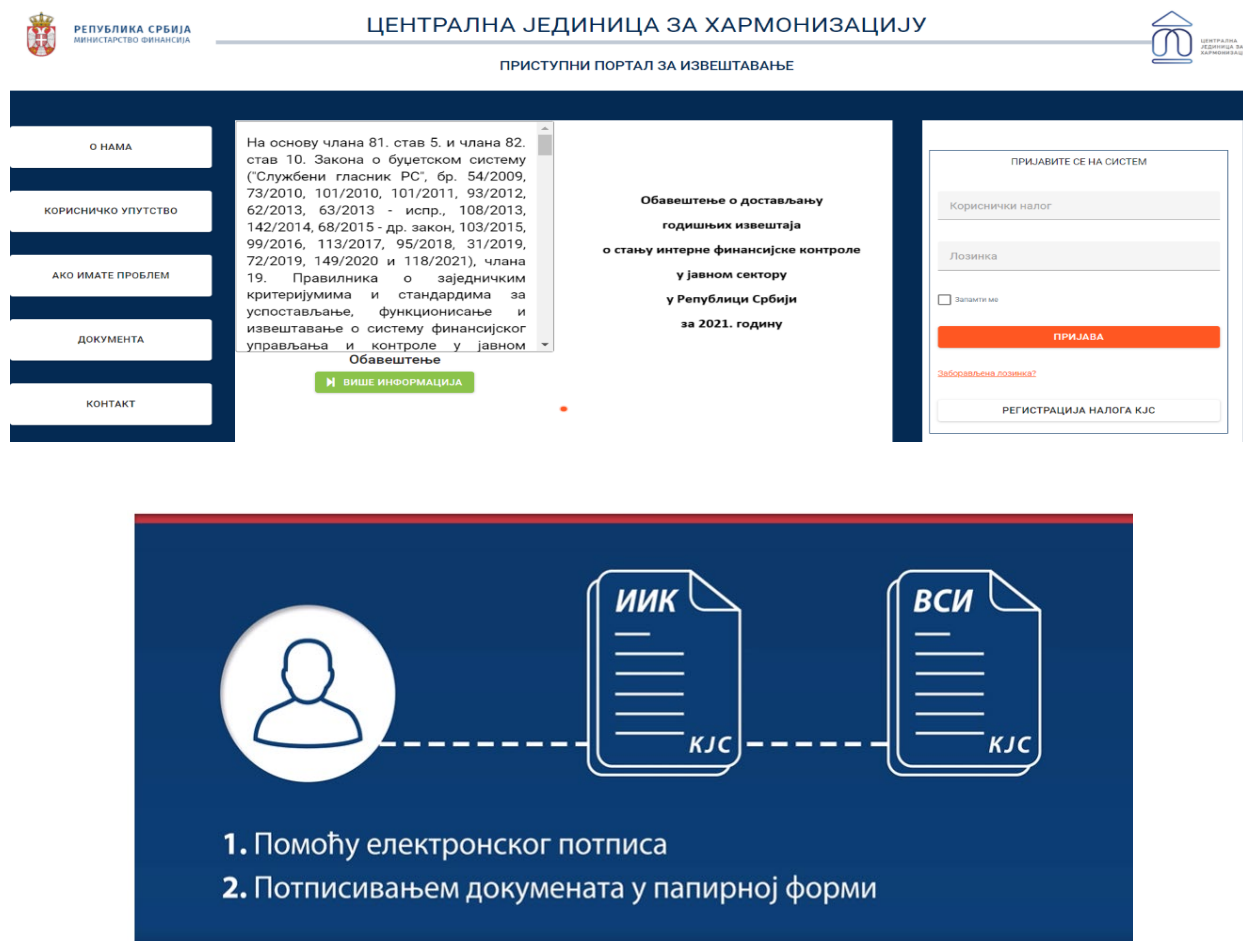 РЕПУБЛИКА СРБИЈА
МИНИСТАРСТВО ФИНАНСИЈА
ЦЕНТРАЛНА ЈЕДИНИЦА ЗА ХАРМОНИЗАЦИЈУ
ПРИСТУПНИ ПОРТАЛ ЗА ИЗВЕШТАВАЊЕ
ЦЕНТРАЛНА
ЈЕДИНИЦА ЗА
О НАМА
КОРИСНИЧКО УПУТСТВО
АКО ИМАТЕ ПРОБЛЕМ
ДОКУМЕНТА
КОНТАКТ
На основу члана 81. став 5. и члана 82.
став 10. Закона о буџетском систему
("Службени гласник РС", бр. 54/2009,
73/2010, 101/2010, 101/2011, 93/2012,
62/2013, 63/2013 - испр., 108/2013,
142/2014, 68/2015 - др. закон, 103/2015,
99/2016, 113/2017, 95/2018, 31/2019,
72/2019, 149/2020 и 118/2021), члана
19. Правилника о заједничким
критеријумима и стандардима за
успостављање, функционисање и
извештавање о систему финансијског
управљања и контроле у јавном
Обавештење
ВИШЕ ИНФОРМАЦИЈА
Обавештење о достављању
годишњих извештаја
о стању интерне финансијске контроле
у јавном сектору
у Републици Србији
за 2021. годину
ПРИЈАВИТЕ СЕ НА СИСТЕМ
Кориснички налог
Лозинка
Запамти ме
ПРИЈАВА
Заборављена лозинка?
РЕГИСТРАЦИЈА НАЛОГА КЈС
ИИК
КЈС
ВСИ
КЈС
1. Помоћу електронског потписа
2. Потписивањем докумената у папирној форми